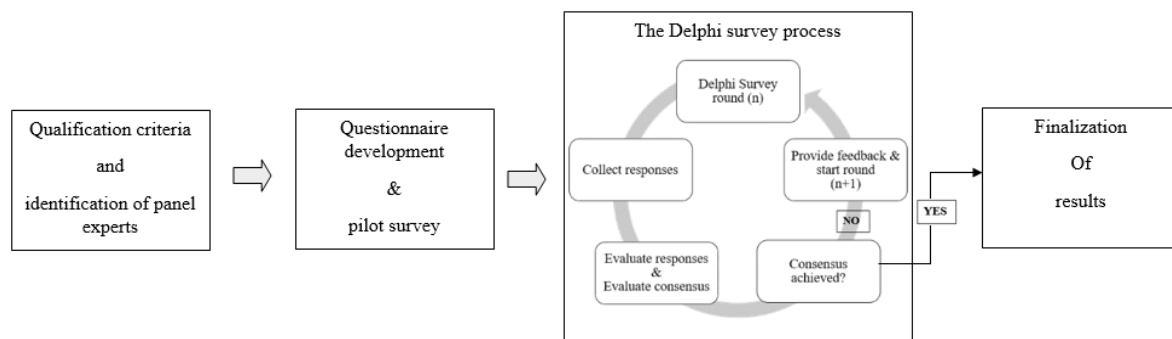 Qualification criteria
and
identification of panel
experts
Questionnaire
development
&
pilot survey
The Delphi survey process
Delphi Survey
round (n)
Collect responses
Evaluate responses
&
Evaluate consensus
Consensus
achieved?
NO
Provide feedback &
start round
(n+1)
YES
Finalization
Of
results